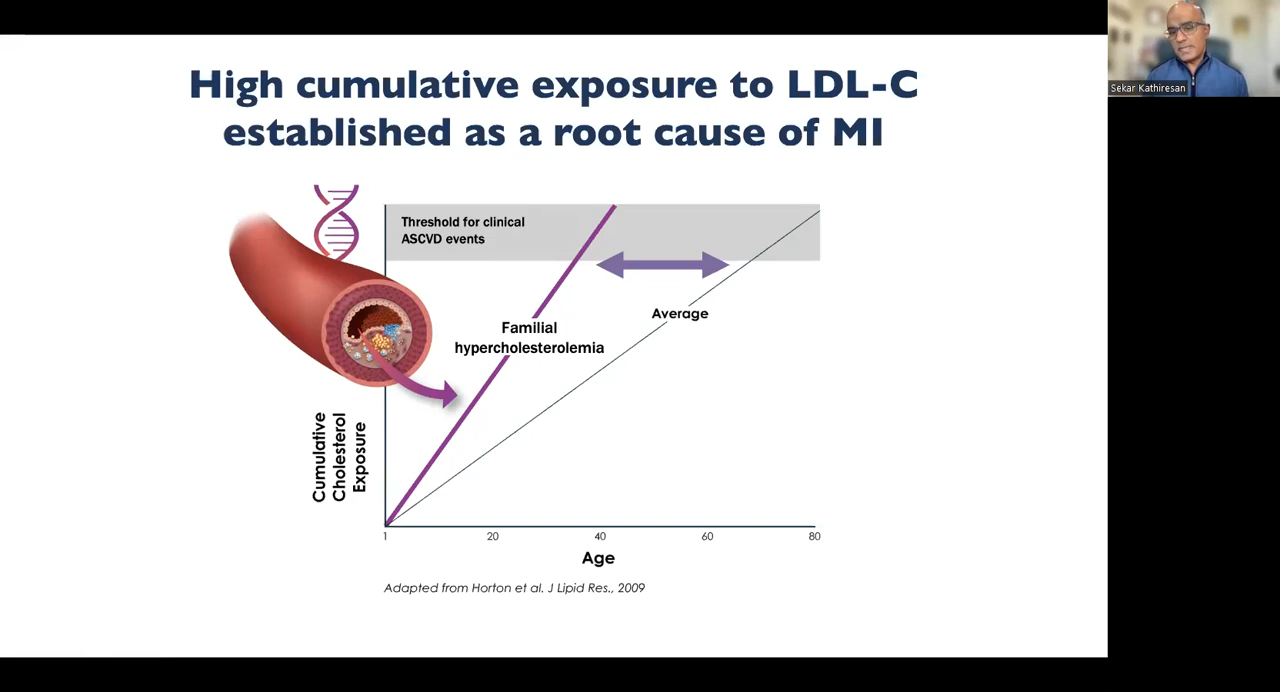 High cumulative exposure to LDL-C
established as a root cause of MI
Sekar Kathiresan
Threshold for clinical
ASCVD events
Average
Familial
hypercholesterolemia
Cumulative
Cholesterol
Exposure
1
20
40
60
80
Age
Adapted from Horton et al. J Lipid Res., 2009